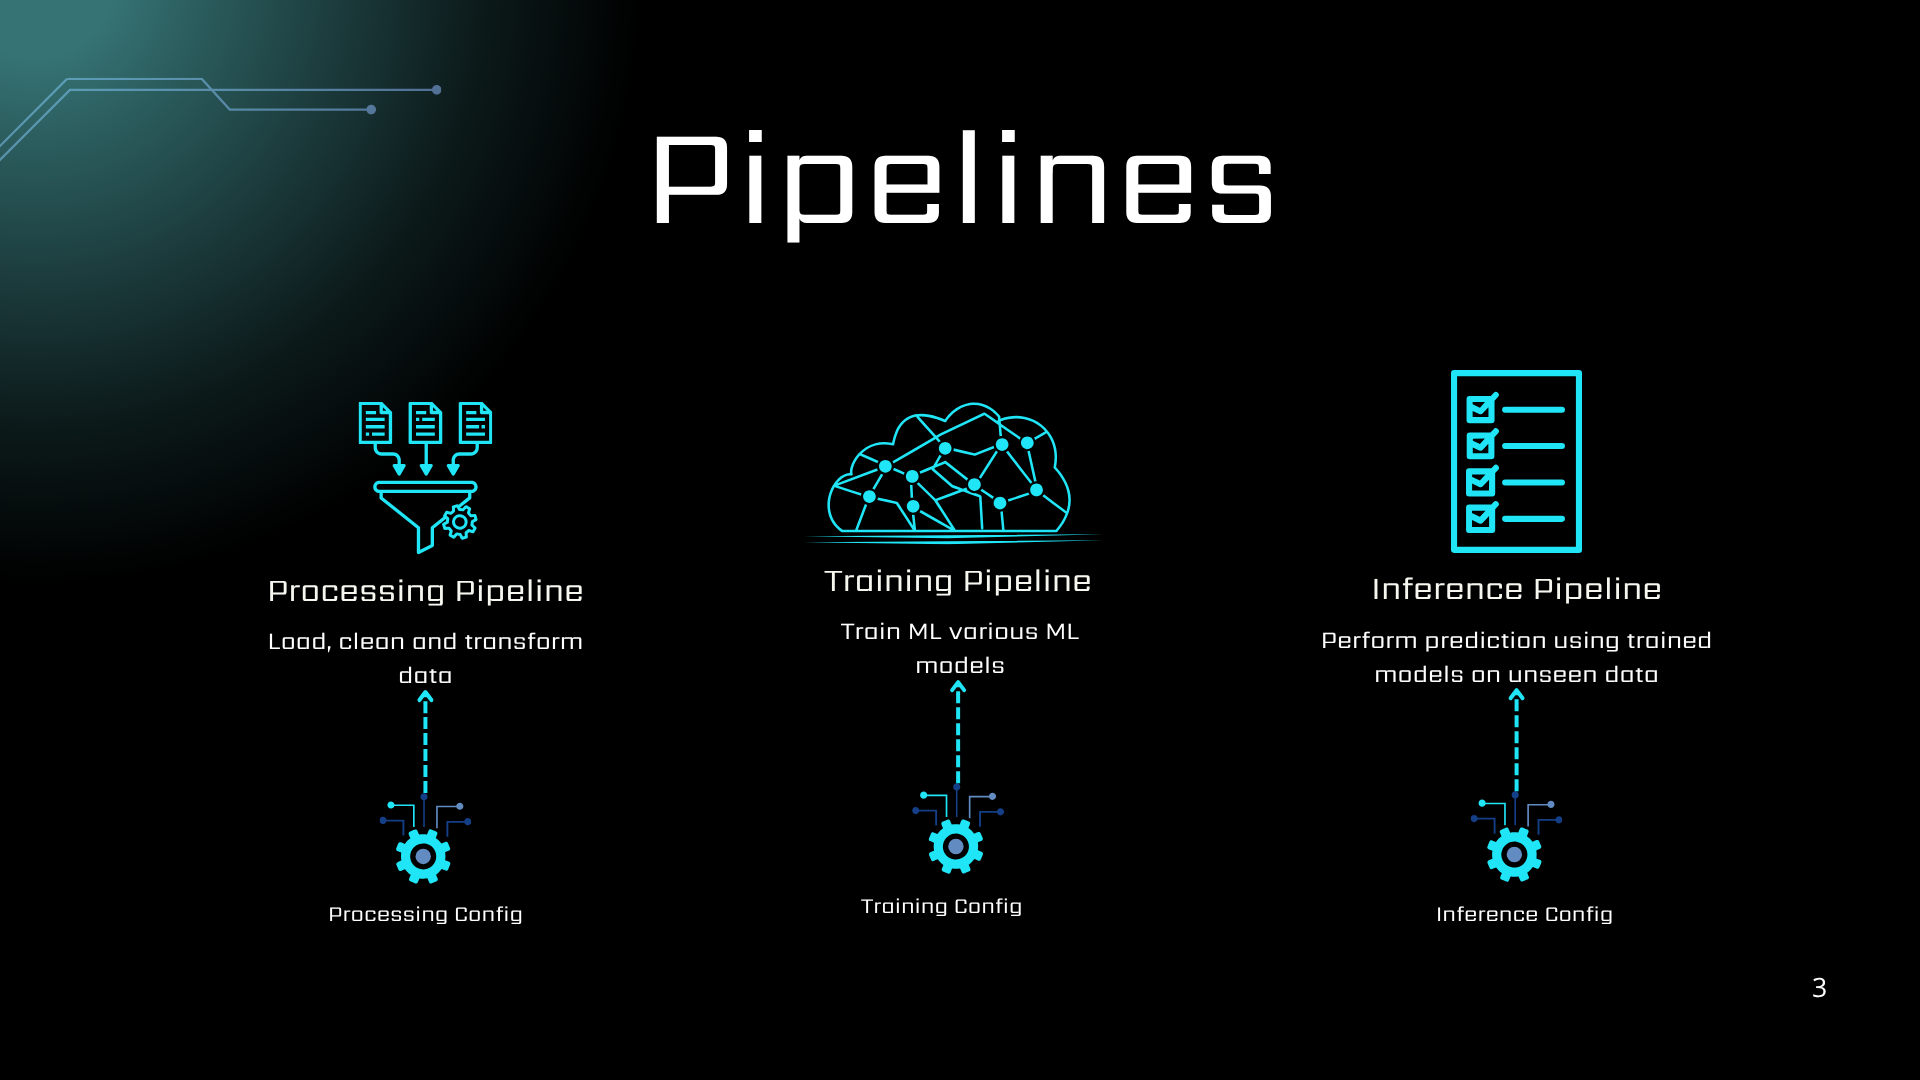 Pipelines
Processing Pipeline
Load, clean and transform
data
Processing Config
Training Pipeline
Train ML various ML
models
Training Config
Inference Pipeline
Perform prediction using trained
models on unseen data
Inference Config
3